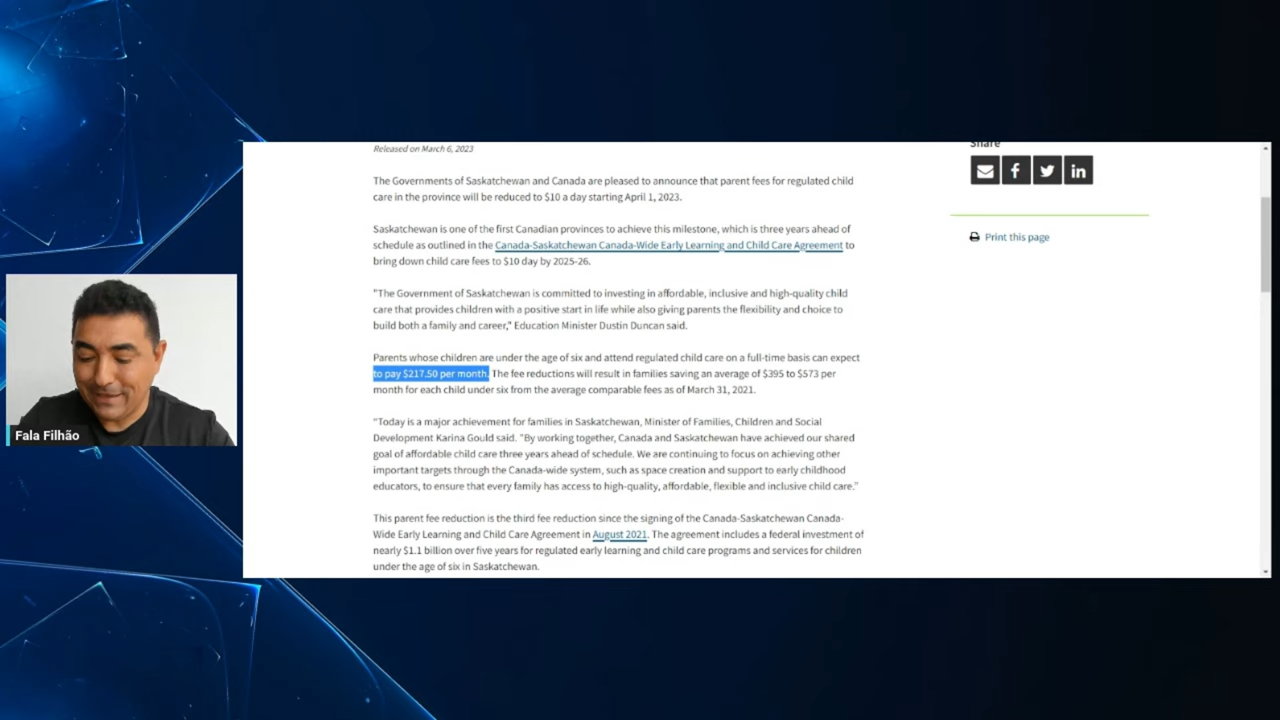 Released on March 6, 2023
Share
The Governments of Saskatchewan and Canada are pleased to announce that parent fees for regulated child
care in the province will be reduced to $10 a day starting April 1, 2023.
Print this page
Saskatchewan is one of the first Canadian provinces to achieve this milestone, which is three years ahead of
schedule as outlined in the Canada-Saskatchewan Canada-Wide Early Learning and Child Care Agreement to
bring down child care fees to $10 day by 2025-26.
"The Government of Saskatchewan is committed to investing in affordable, inclusive and high-quality child
care that provides children with a positive start in life while also giving parents the flexibility and choice to
build both a family and career," Education Minister Dustin Duncan said.
Parents whose children are under the age of six and attend regulated child care on a full-time basis can expect
to pay $217.50 per month. The fee reductions will result in families saving an average of $395 to $573 per
month for each child under six from the average comparable fees as of March 31, 2021.
"Today is a major achievement for families in Saskatchewan, Minister of Families, Children and Social
Development Karina Gould said. "By working together, Canada and Saskatchewan have achieved our shared
goal of affordable child care three years ahead of schedule. We are continuing to focus on achieving other
important targets through the Canada-wide system, such as space creation and support to early childhood
educators, to ensure that every family has access to high-quality, affordable, flexible and inclusive child care."
This parent fee reduction is the third fee reduction since the signing of the Canada-Saskatchewan Canada-
Wide Early Learning and Child Care Agreement in August 2021. The agreement includes a federal investment of
nearly $1.1 billion over five years for regulated early learning and child care programs and services for children
under the age of six in Saskatchewan.
Fala Filhão